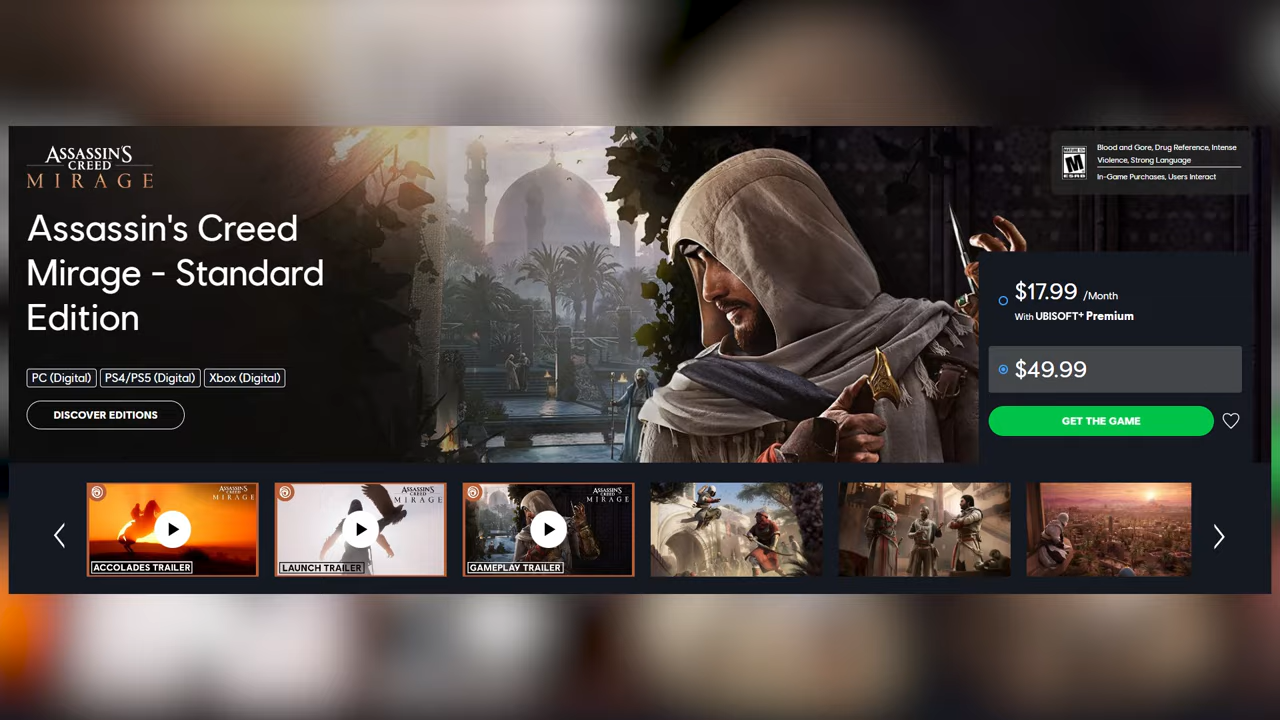 ASSASSIN'S
CREED
MIRAGE
Assassin's Creed
Mirage - Standard
Edition
PC (Digital)
PS4/PS5 (Digital)
Xbox (Digital)
DISCOVER EDITIONS
MATURE 17+
M
ESRB
Blood and Gore, Drug Reference, Intense
Violence, Strong Language
In-Game Purchases, Users Interact
$17.99 /Month
With UBISOFT+ Premium
$49.99
GET THE GAME
ASSASSIN'S
CREED
MIRAGE
ACCOLADES TRAILER
ASSASSIN'S
CREED
MIRAGE
LAUNCH TRAILER
ASSASSIN'S
CREED
MIRAGE
GAMEPLAY TRAILER